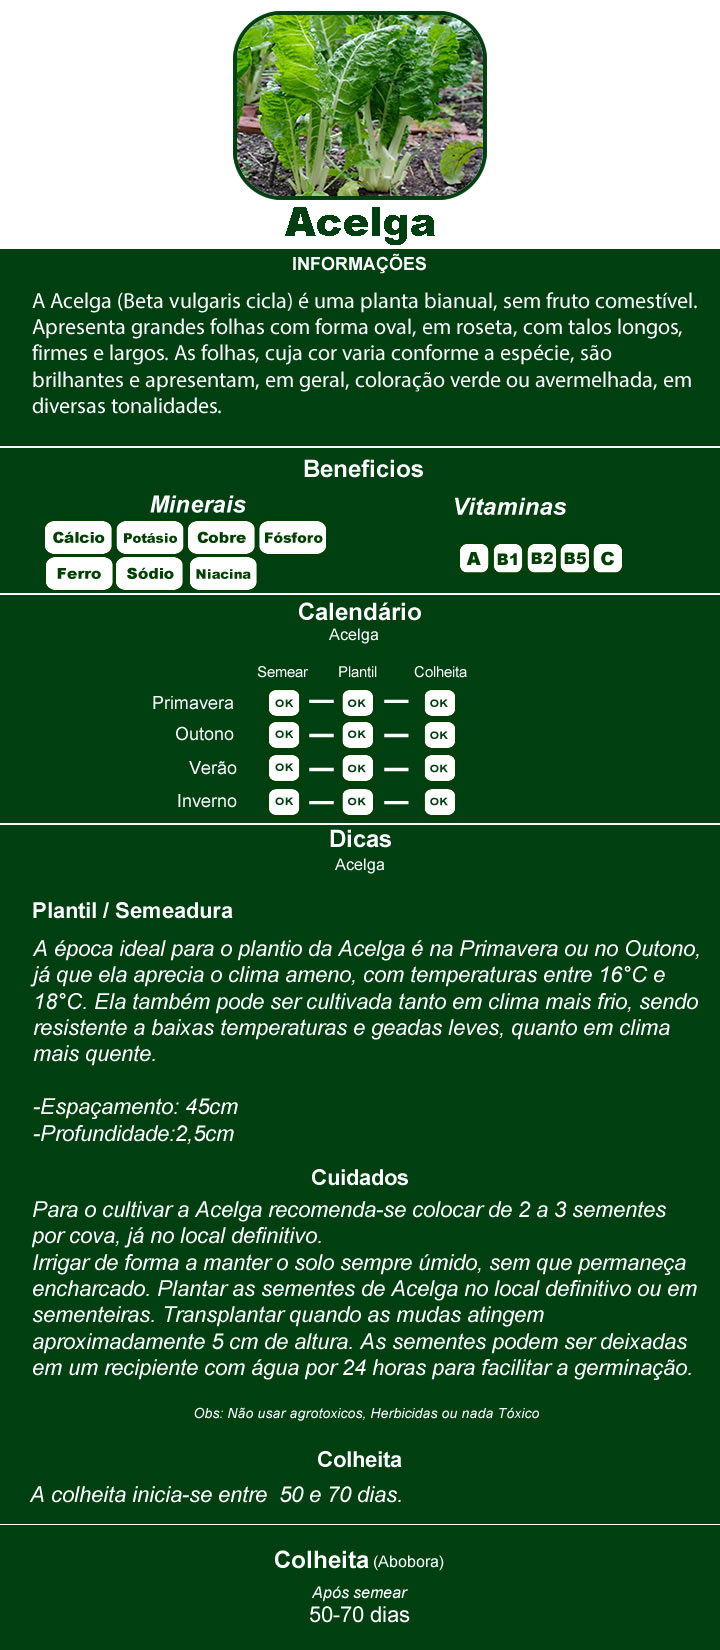 Acelga
INFORMAÇÕES
A Acelga (Beta vulgaris cicla) é uma planta bianual, sem fruto comestível.
Apresenta grandes folhas com forma oval, em roseta, com talos longos,
firmes e largos. As folhas, cuja cor varia conforme a espécie, são
brilhantes e apresentam, em geral, coloração verde ou avermelhada, em
diversas tonalidades.
Beneficios
Minerais
Vitaminas
Cálcio Potásio Cobre Fósforo
Ferro Sódio Niacina
A B1 B2 B5 C
Calendário
Acelga
Semear Plantil Colheita
Primavera OK — OK — OK
Outono OK — OK — OK
Verão OK — OK — OK
Inverno OK — OK — OK
Dicas
Acelga
Plantil / Semeadura
A época ideal para o plantio da Acelga é na Primavera ou no Outono,
já que ela aprecia o clima ameno, com temperaturas entre 16°C e
18°C. Ela também pode ser cultivada tanto em clima mais frio, sendo
resistente a baixas temperaturas e geadas leves, quanto em clima
mais quente.
-Espaçamento: 45cm
-Profundidade:2,5cm
Cuidados
Para o cultivar a Acelga recomenda-se colocar de 2 a 3 sementes
por cova, já no local definitivo.
Irrigar de forma a manter o solo sempre úmido, sem que permaneça
encharcado. Plantar as sementes de Acelga no local definitivo ou em
sementeiras. Transplantar quando as mudas atingem
aproximadamente 5 cm de altura. As sementes podem ser deixadas
em um recipiente com água por 24 horas para facilitar a germinação.
Obs: Não usar agrotoxicos, Herbicidas ou nada Tóxico
Colheita
A colheita inicia-se entre  50 e 70 dias.
Colheita (Abobora)
Após semear
50-70 dias